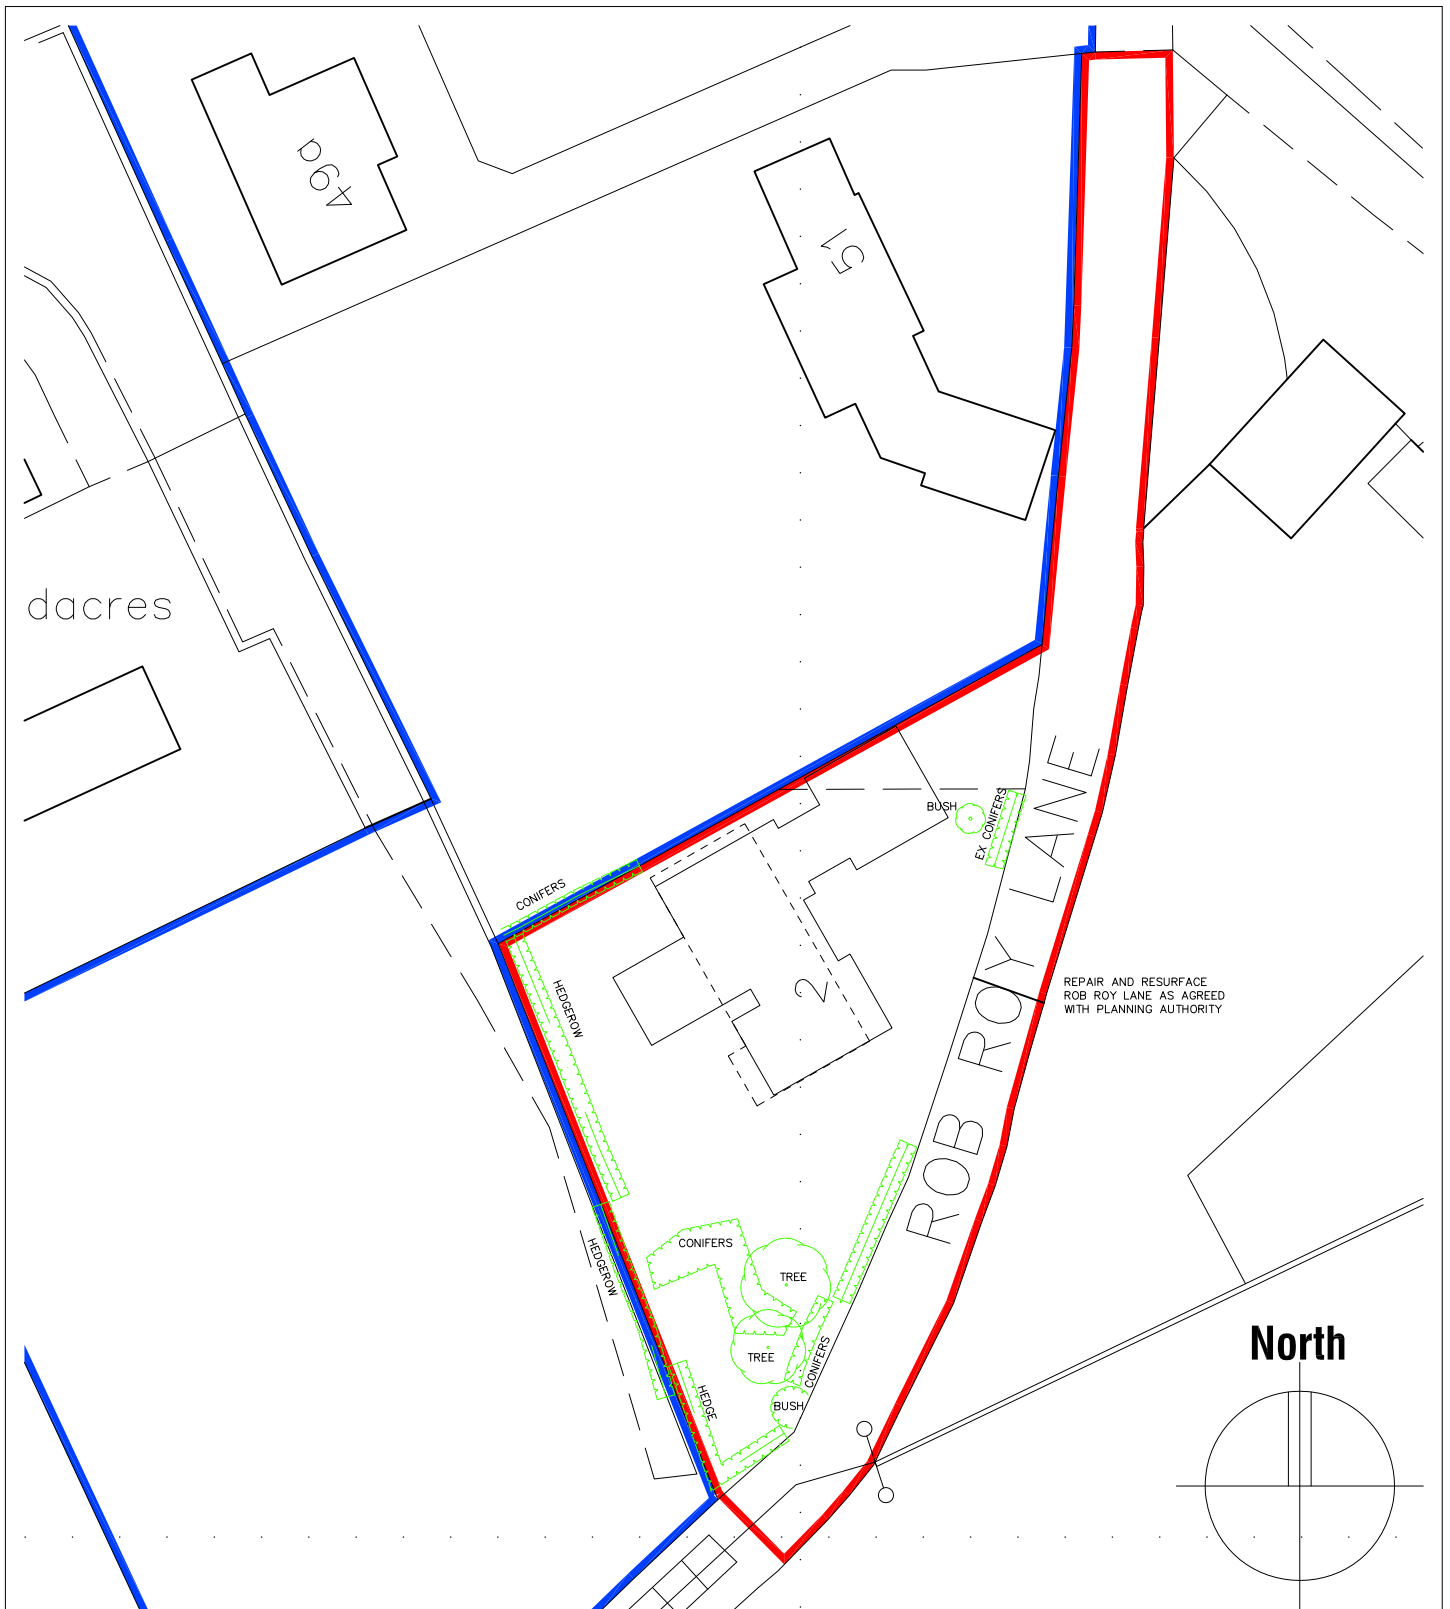 49a
51
dacres
BUSH
EX CONIFERS
ROB ROY LANE
CONIFERS
HEDGEROW
2
REPAIR AND RESURFACE
ROB ROY LANE AS AGREED
WITH PLANNING AUTHORITY
CONIFERS
TREE
HEDGEROW
TREE
CONIFERS
HEDGE
BUSH
North